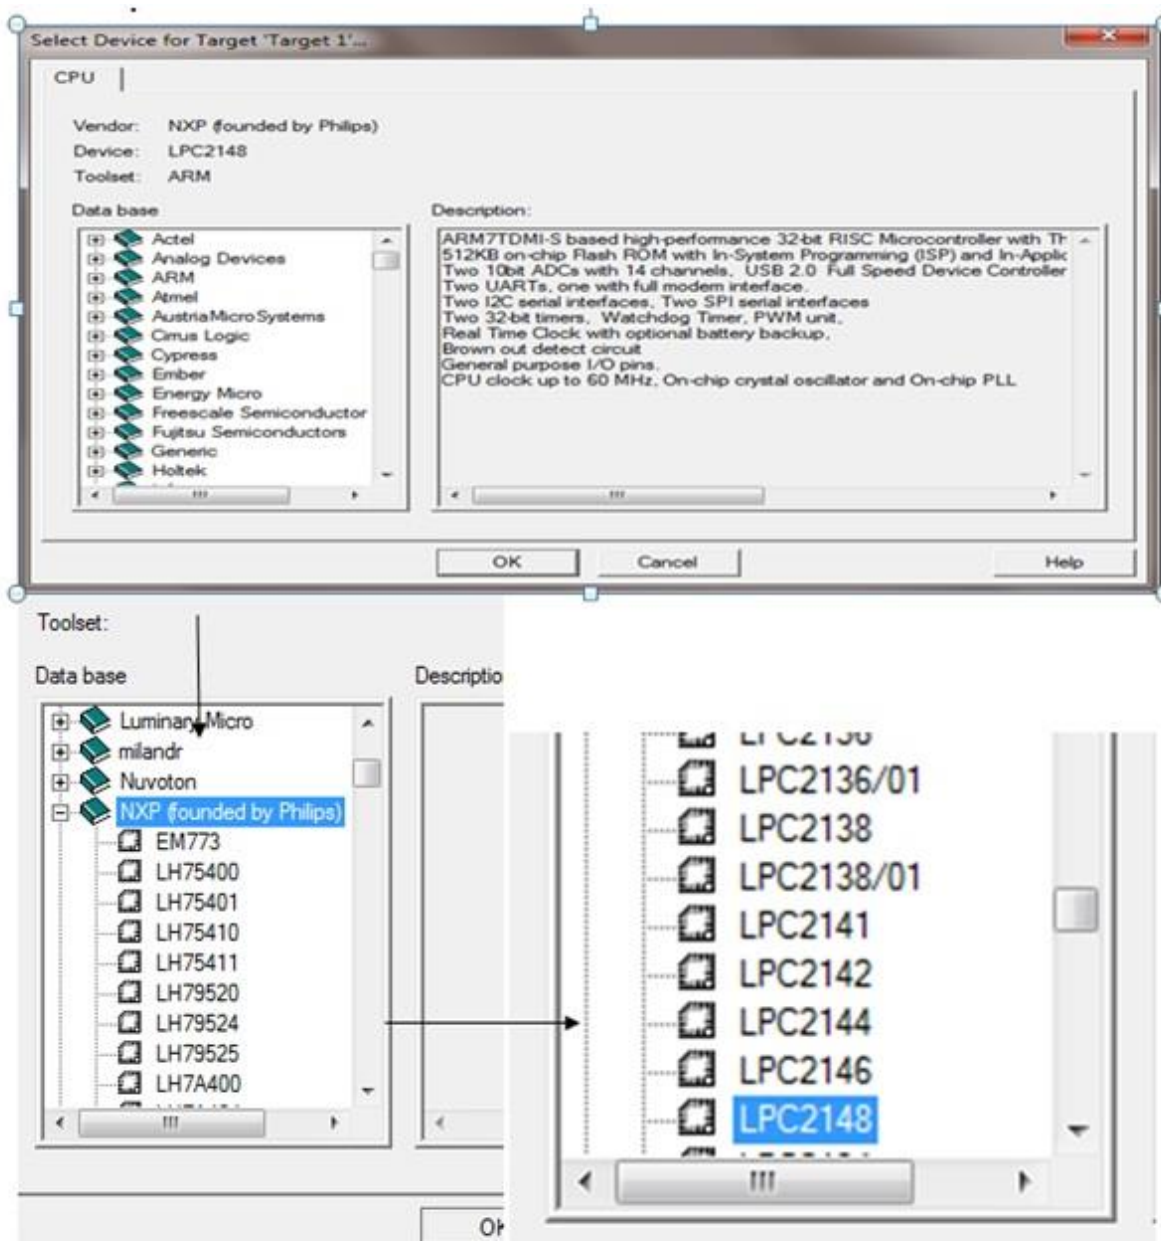 Select Device for Target 'Target 1'...
CPU
Vendor: NXP (founded by Philips)
Device: LPC2148
Toolset: ARM
Data base
Actel
Analog Devices
ARM
Atmel
AustriaMicroSystems
Cirrus Logic
Cypress
Ember
Energy Micro
Freescale Semiconductor
Fujitsu Semiconductors
Generic
Holtek
Description:
ARM7TDMI-S based high-performance 32-bit RISC Microcontroller with Th
512KB on-chip Flash ROM with In-System Programming (ISP) and In-Applic
Two 10bit ADCs with 14 channels, USB 2.0 Full Speed Device Controller
Two UARTs, one with full modem interface.
Two I2C serial interfaces, Two SPI serial interfaces
Two 32-bit timers, Watchdog Timer, PWM unit,
Real Time Clock with optional battery backup,
Brown out detect circuit
General purpose I/O pins.
CPU clock up to 60 MHz, On-chip crystal oscillator and On-chip PLL
OK Cancel Help
Toolset:
Data base
Luminary Micro
milandr
Nuvoton
NXP (founded by Philips)
EM773
LH75400
LH75401
LH75410
LH75411
LH79520
LH79524
LH79525
LH7A400
Descriptio
LPC2136/01
LPC2138
LPC2138/01
LPC2141
LPC2142
LPC2144
LPC2146
LPC2148